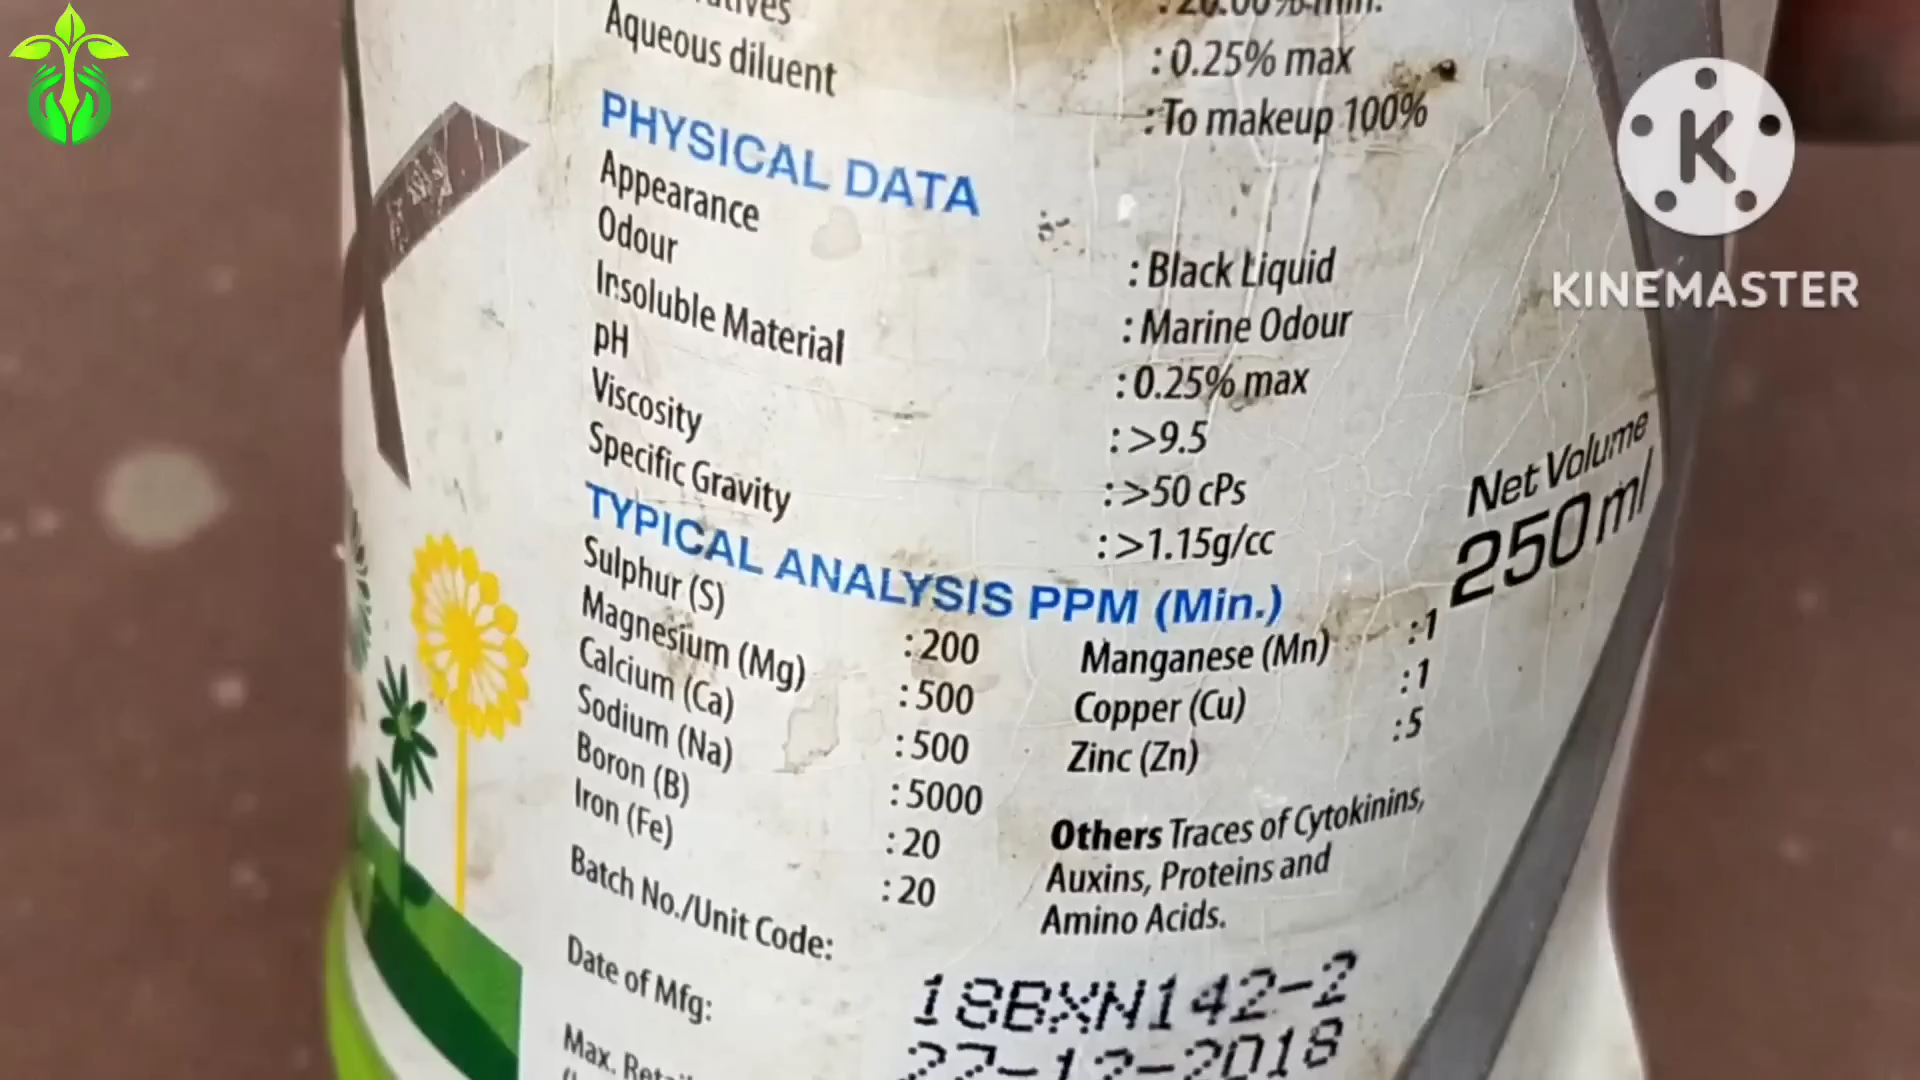 Aqueous diluent : 0.25% max
: To makeup 100%
PHYSICAL DATA
Appearance : Black Liquid
Odour : Marine Odour
Insoluble Material : 0.25% max
pH : >9.5
Viscosity : >50 cPs
Specific Gravity : >1.15g/cc
TYPICAL ANALYSIS PPM (Min.)
Sulphur (S) : 200
Magnesium (Mg) : 500
Calcium (Ca) : 500
Sodium (Na) : 5000
Boron (B) : 20
Iron (Fe) : 20
Manganese (Mn) : 1
Copper (Cu) : 1
Zinc (Zn) : 5
Others Traces of Cytokinins,
Auxins, Proteins and
Amino Acids.
Batch No./Unit Code: 18BXN142-2
Date of Mfg: 27-12-2018
Max.
Net Volume
250 ml
K
KINEMASTER